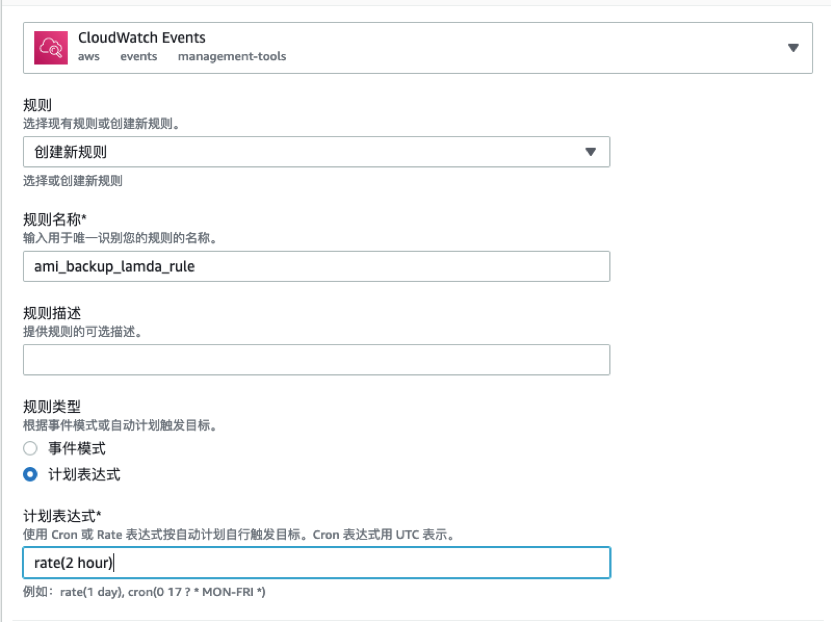 CloudWatch Events
aws events management-tools
规则
选择现有规则或创建新规则。
创建新规则
选择或创建新规则
规则名称*
输入用于唯一识别您的规则的名称。
ami_backup_lamda_rule
规则描述
提供规则的可选描述。
规则类型
根据事件模式或自动计划触发目标。
事件模式
计划表达式
计划表达式*
使用 Cron 或 Rate 表达式按自动计划自行触发目标。Cron 表达式用 UTC 表示。
rate(2 hour)
例如：rate(1 day), cron(0 17 ? * MON-FRI *)